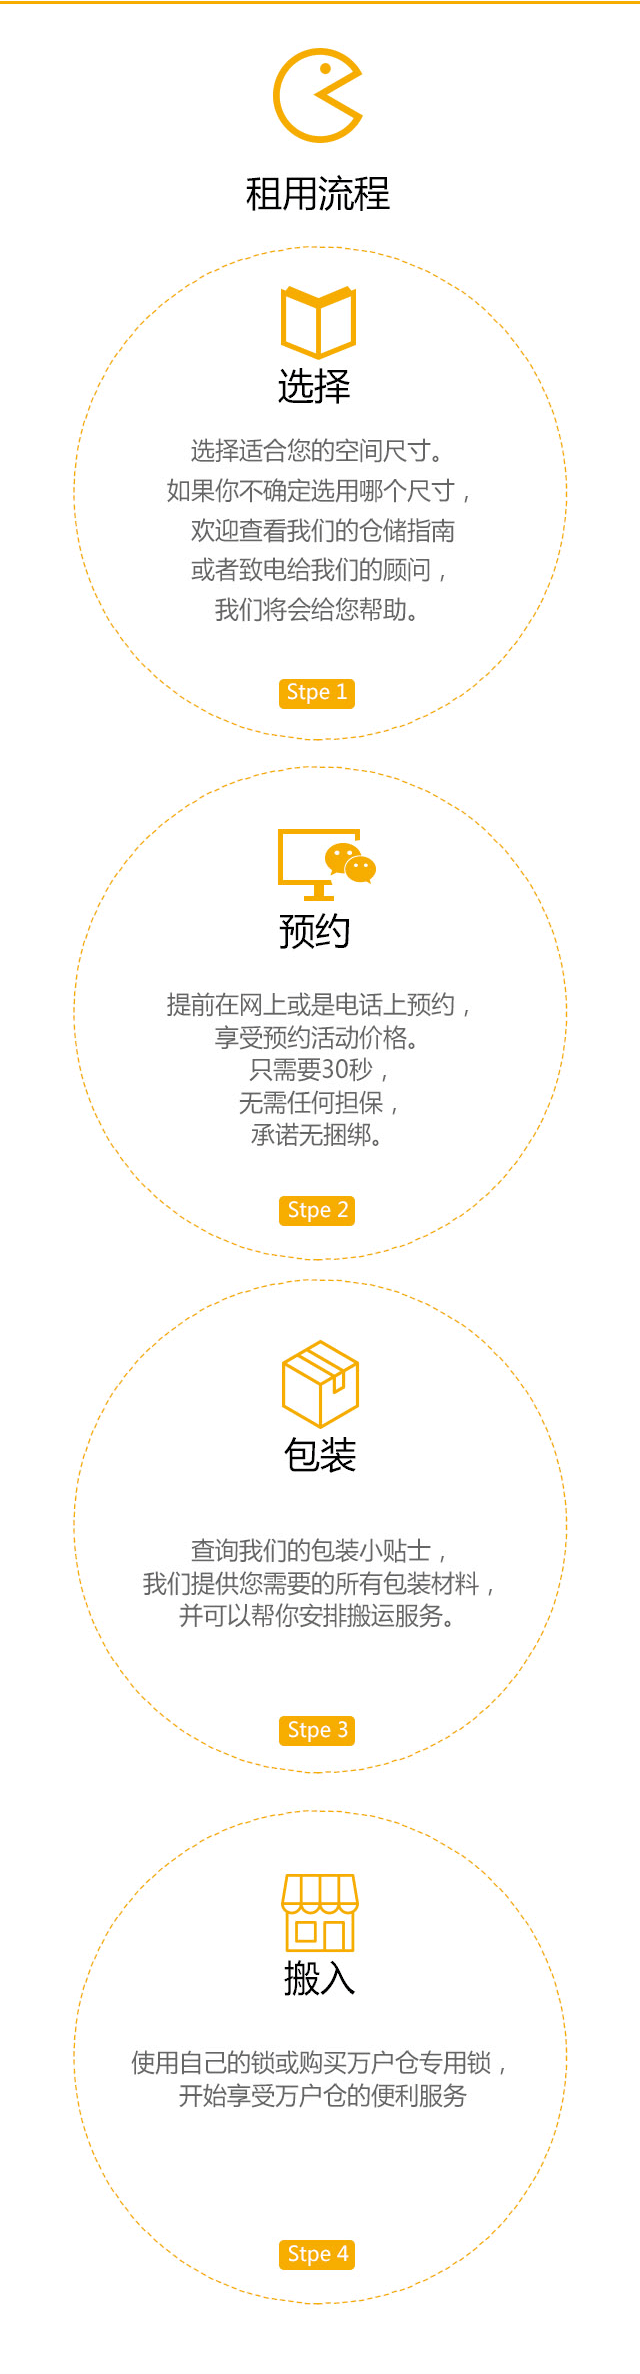 租用流程
选择
选择适合您的空间尺寸。
如果你不确定选用哪个尺寸，
欢迎查看我们的仓储指南
或者致电给我们的顾问，
我们将会给您帮助。
Stpe 1
预约
提前在网上或是电话上预约，
享受预约活动价格。
只需要30秒，
无需任何担保，
承诺无捆绑。
Stpe 2
包装
查询我们的包装小贴士，
我们提供您需要的所有包装材料，
并可以帮你安排搬运服务。
Stpe 3
搬入
使用自己的锁或购买万户仓专用锁，
开始享受万户仓的便利服务
Stpe 4